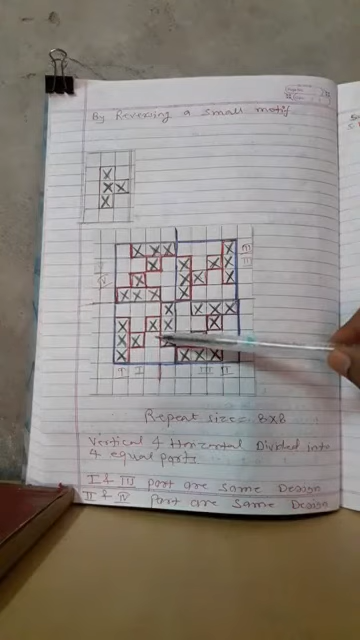 By Reversing a small motif
Repeat size = 8x8
Vertical & Horizontal Divided into
4 equal parts
I & III part are same Design
II & IV part are same Design